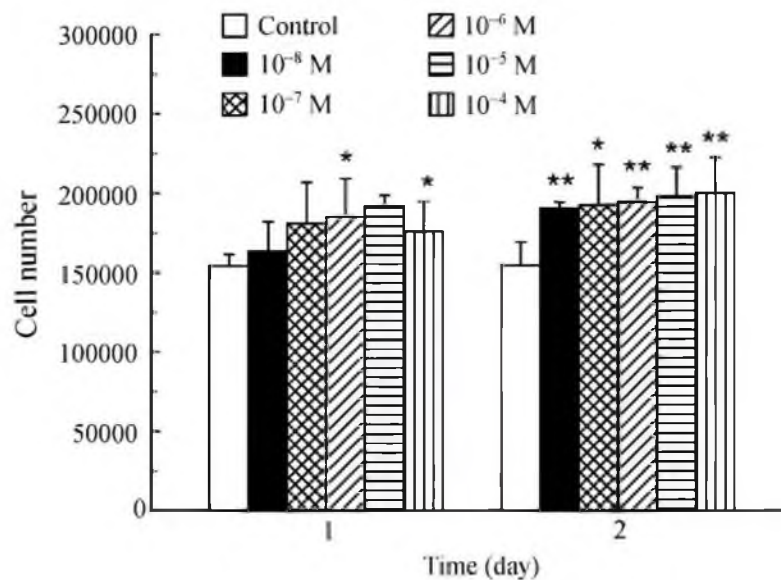 300000
250000
200000
150000
100000
50000
0
Cell number
Control
10⁻⁸ M
10⁻⁷ M
10⁻⁶ M
10⁻⁵ M
10⁻⁴ M
*
*
**
*
**
**
**
1
2
Time (day)